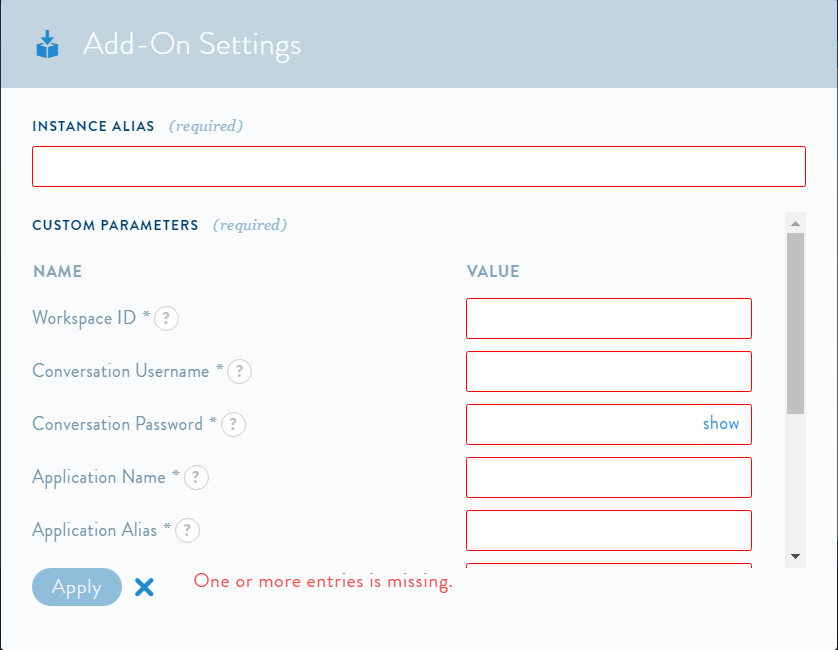 Add-On Settings
INSTANCE ALIAS (required)
CUSTOM PARAMETERS (required)
NAME VALUE
Workspace ID * ?
Conversation Username * ?
Conversation Password * ? show
Application Name * ?
Application Alias * ?
Apply One or more entries is missing.